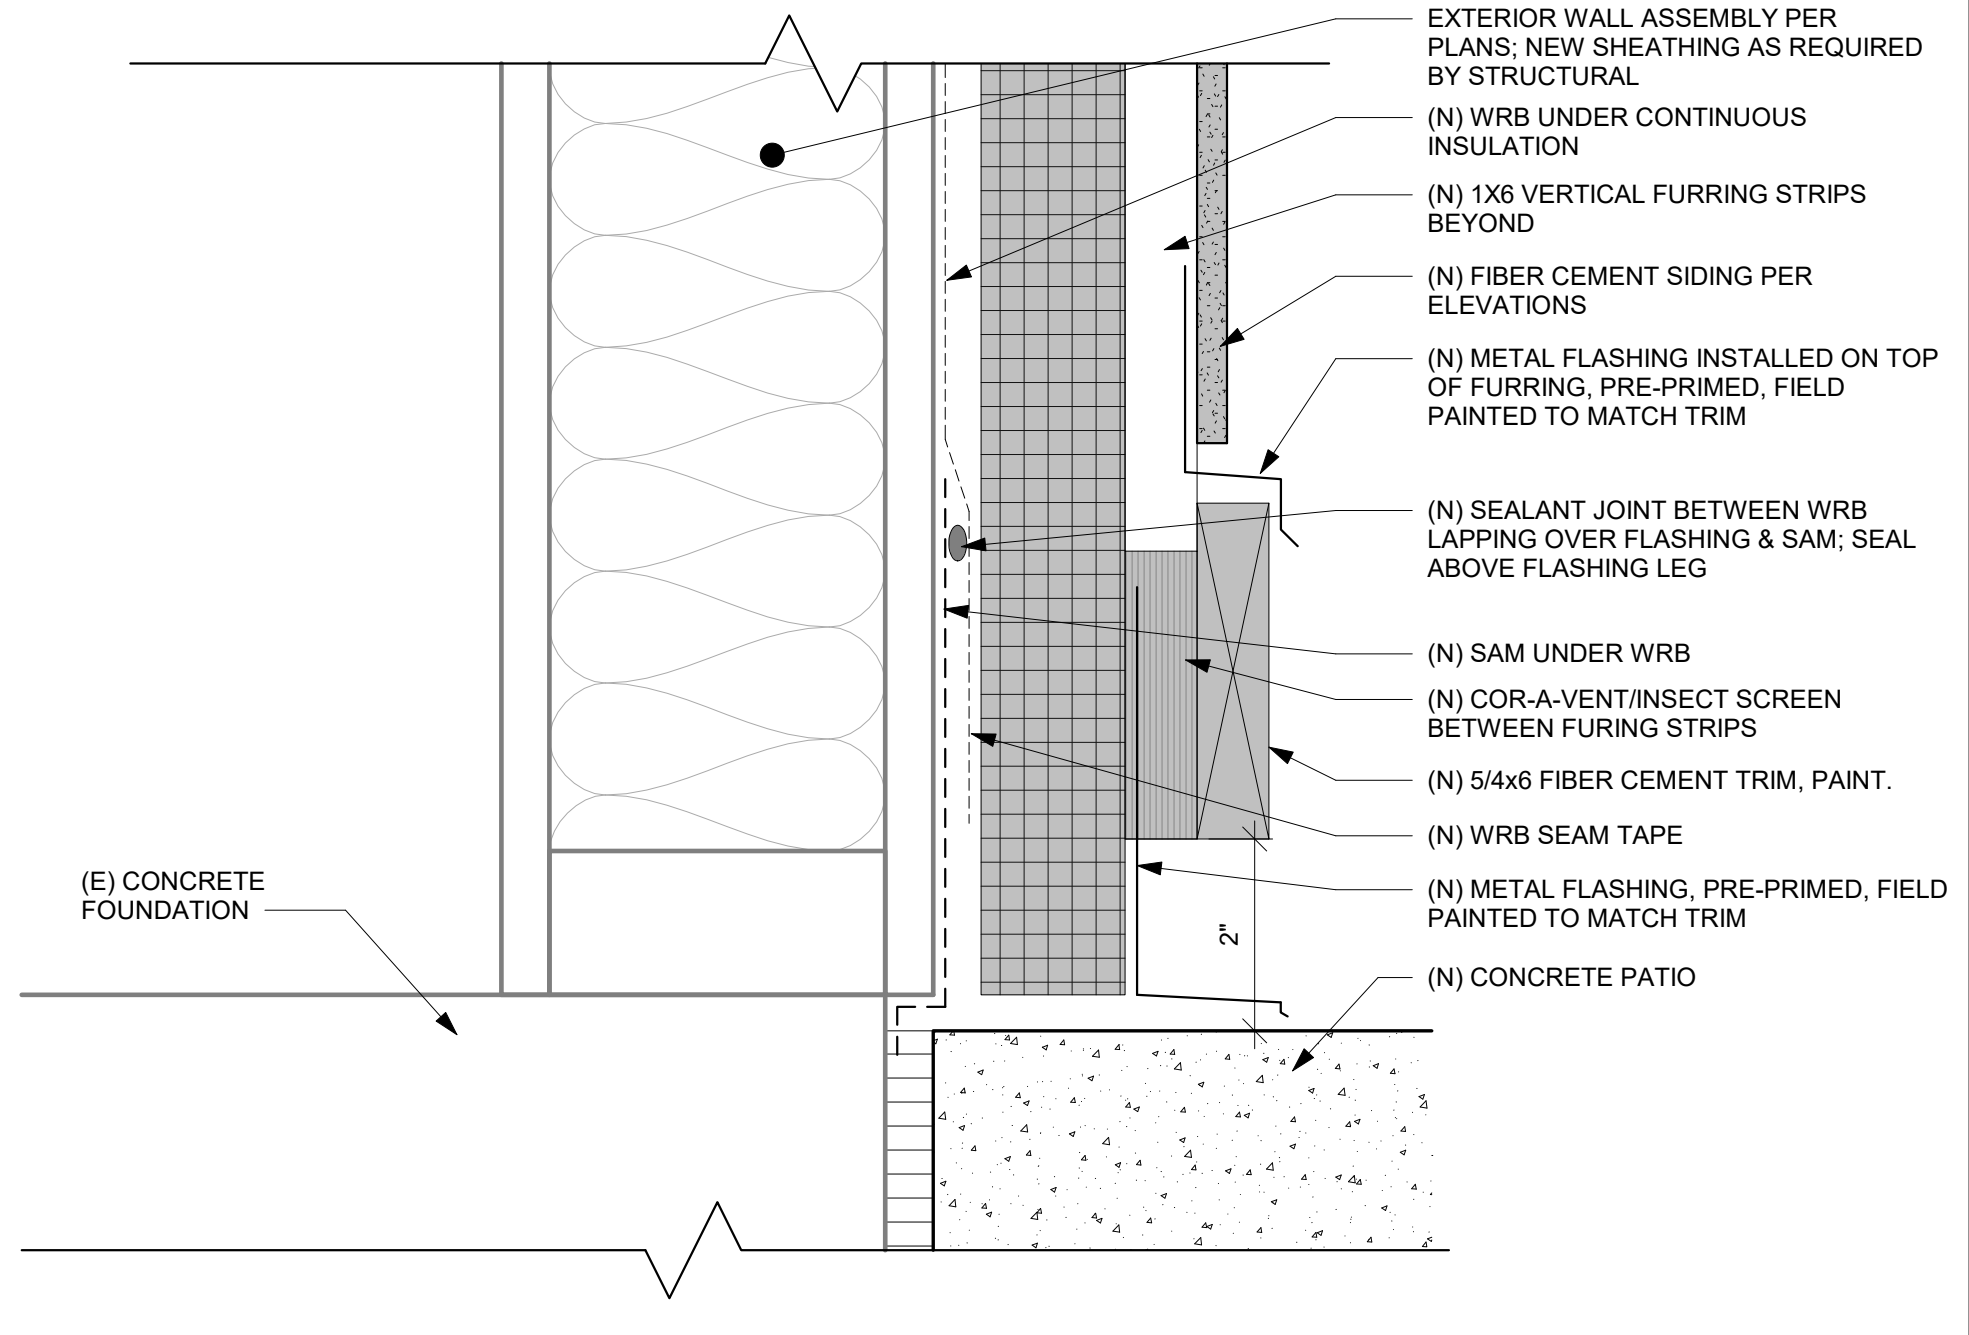 EXTERIOR WALL ASSEMBLY PER
PLANS; NEW SHEATHING AS REQUIRED
BY STRUCTURAL
(N) WRB UNDER CONTINUOUS
INSULATION
(N) 1X6 VERTICAL FURRING STRIPS
BEYOND
(N) FIBER CEMENT SIDING PER
ELEVATIONS
(N) METAL FLASHING INSTALLED ON TOP
OF FURRING, PRE-PRIMED, FIELD
PAINTED TO MATCH TRIM
(N) SEALANT JOINT BETWEEN WRB
LAPPING OVER FLASHING & SAM; SEAL
ABOVE FLASHING LEG
(N) SAM UNDER WRB
(N) COR-A-VENT/INSECT SCREEN
BETWEEN FURING STRIPS
(N) 5/4x6 FIBER CEMENT TRIM, PAINT.
(N) WRB SEAM TAPE
(N) METAL FLASHING, PRE-PRIMED, FIELD
PAINTED TO MATCH TRIM
(N) CONCRETE PATIO
2"
(E) CONCRETE
FOUNDATION